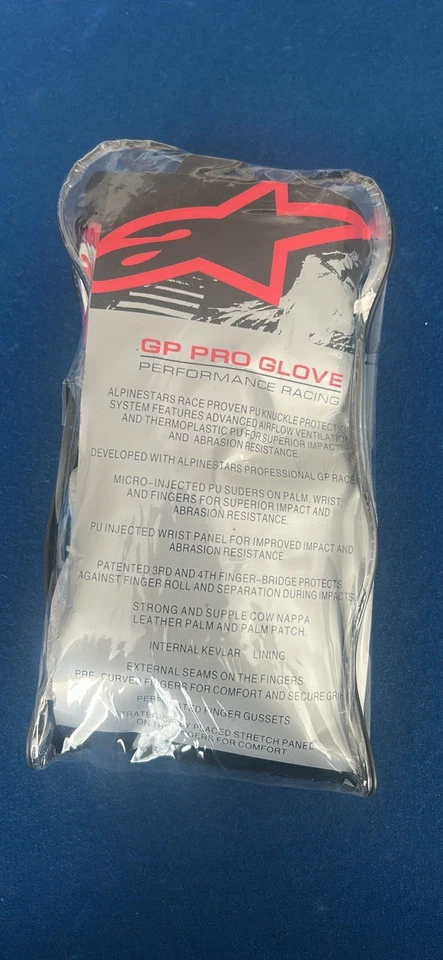 GP PRO GLOVE
PERFORMANCE RACING
ALPINESTARS RACE PROVEN PU KNUCKLE PROTECTION
SYSTEM FEATURES ADVANCED AIRFLOW VENTILATION
AND THERMOPLASTIC PU FOR SUPERIOR IMPACT
AND ABRASION RESISTANCE.
DEVELOPED WITH ALPINESTARS PROFESSIONAL GP RACE
MICRO-INJECTED PU SUDERS ON PALM. WRIST
AND FINGERS FOR SUPERIOR IMPACT AND
ABRASION RESISTANCE.
PU INJECTED WRIST PANEL FOR IMPROVED IMPACT AND
ABRASION RESISTANCE.
PATENTED 3RD AND 4TH FINGER-BRIDGE PROTECTS
AGAINST FINGER ROLL AND SEPARATION DURING IMPACTS
STRONG AND SUPPLE COW NAPPA
LEATHER PALM AND PALM PATCH.
INTERNAL KEVLAR LINING.
EXTERNAL SEAMS ON THE FINGERS
PRE-CURVED FINGERS FOR COMFORT AND SECURE GRIP
PERFORATED FINGER GUSSETS
STRATEGICALLY PLACED STRETCH PANEL
ON THE FINGERS FOR COMFORT